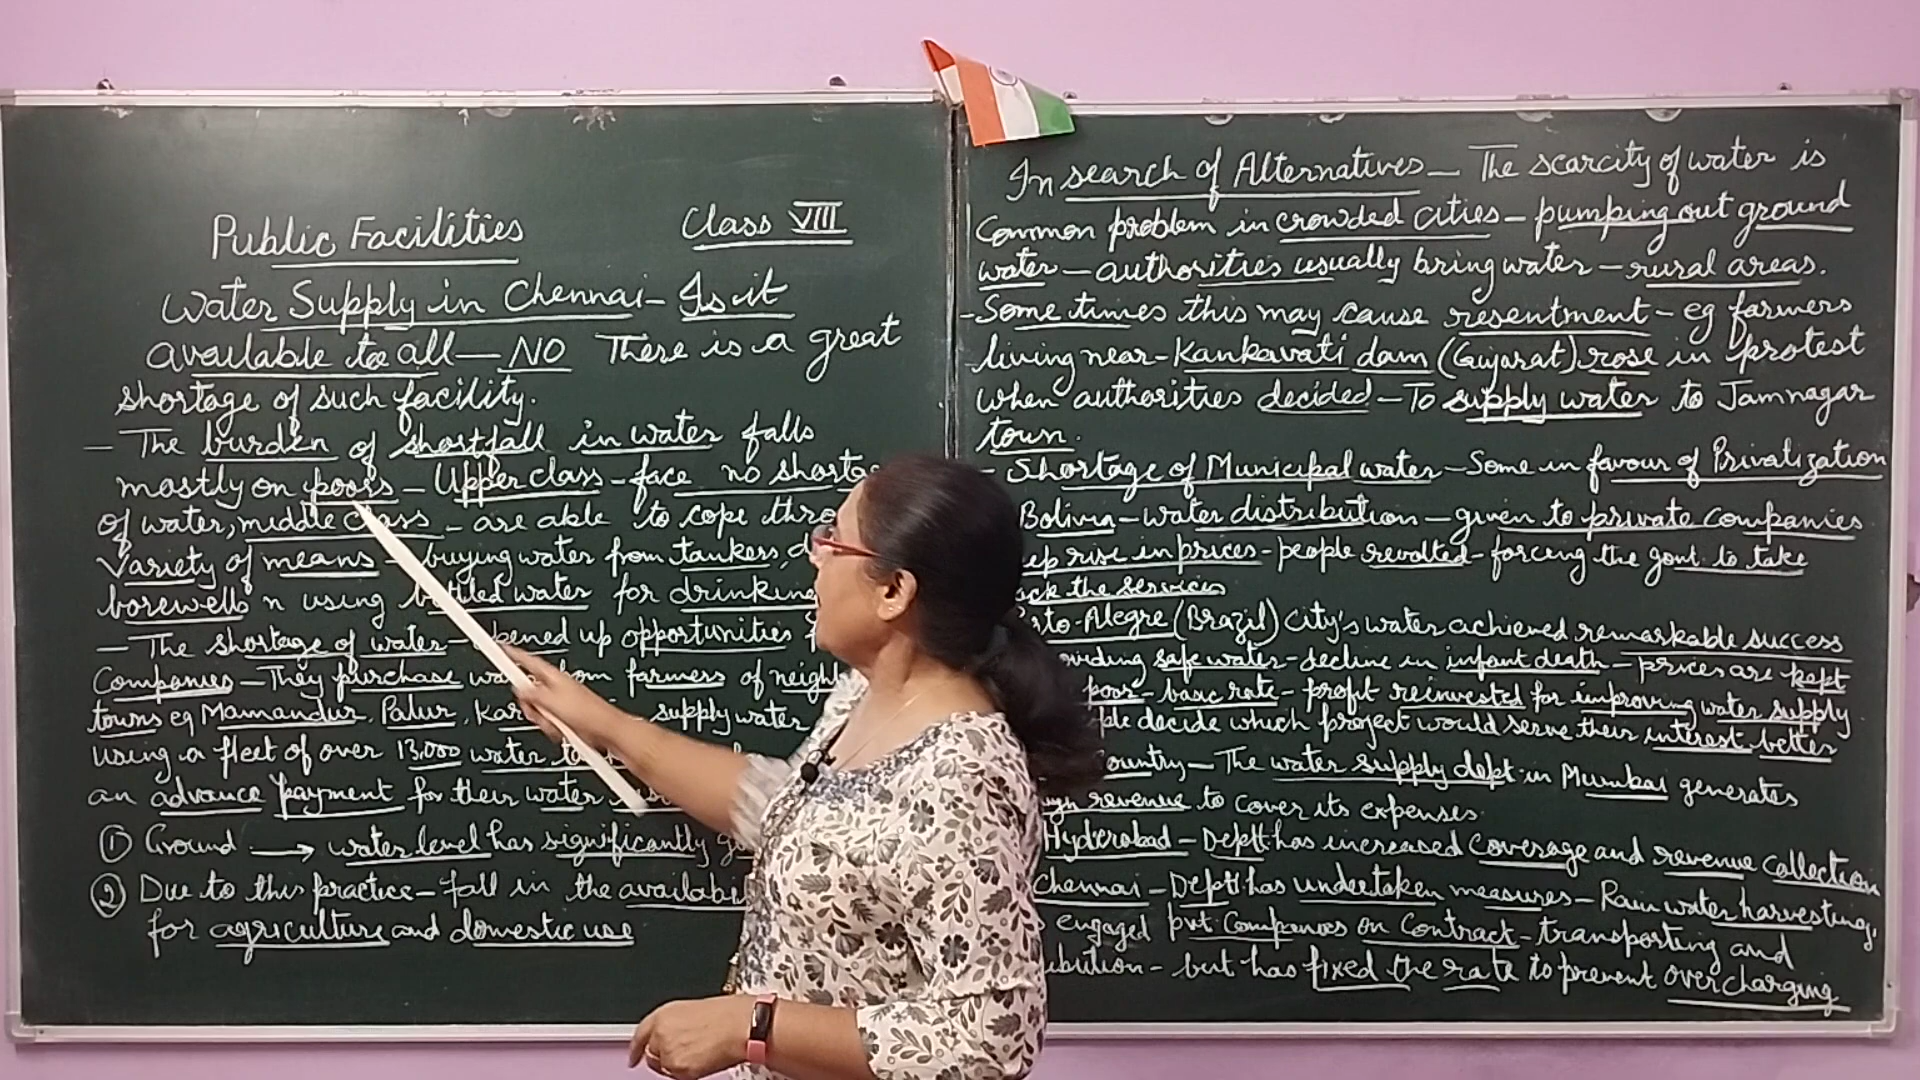 Public Facilities Class VIII
Water Supply in Chennai - Is it
available to all - NO There is a great
shortage of such facility.
- The burden of shortfall in water falls
mostly on poors - Upper class - face no
of water, middle class - are able to cope
Variety of means - buying water from tankers,
borewells n using bottled water for drinking
- The shortage of water - up opportunities
Companies - They purchase farmers of
towns eg Mamandur, Palur, supply water
using a fleet of over 13,000 water
an advance payment for their water
① Ground → water level has significantly
② Due to this practice - fall in the
for agriculture and domestic use
In search of Alternatives - The scarcity of water is
Common problem in crowded cities - pumping out ground
water - authorities usually bring water - rural areas.
- Some times this may cause resentment - eg farmers
living near - Kankavati dam (Gujarat) rose in protest
when authorities decided - To supply water to Jamnagar
town.
- Shortage of Municipal water - Some in favour of Privatization
Bolivia - water distribution - given to private companies
rise in prices - people revolted - forcing the govt to take
the services
Alegre (Brazil) City's water achieved remarkable success
safe water - decline in infant death - prices are kept
poor - basic rate - profit reinvested for improving water supply
decide which project would serve their interest better
Country - The water supply dept in Mumbai generates
revenue to cover its expenses.
Hyderabad - Deptt has increased coverage and revenue collection
Chennai - Deptt has undertaken measures - Rain water harvesting,
engaged pvt Companies on Contract - transporting and
- but has fixed the rate to prevent overcharging